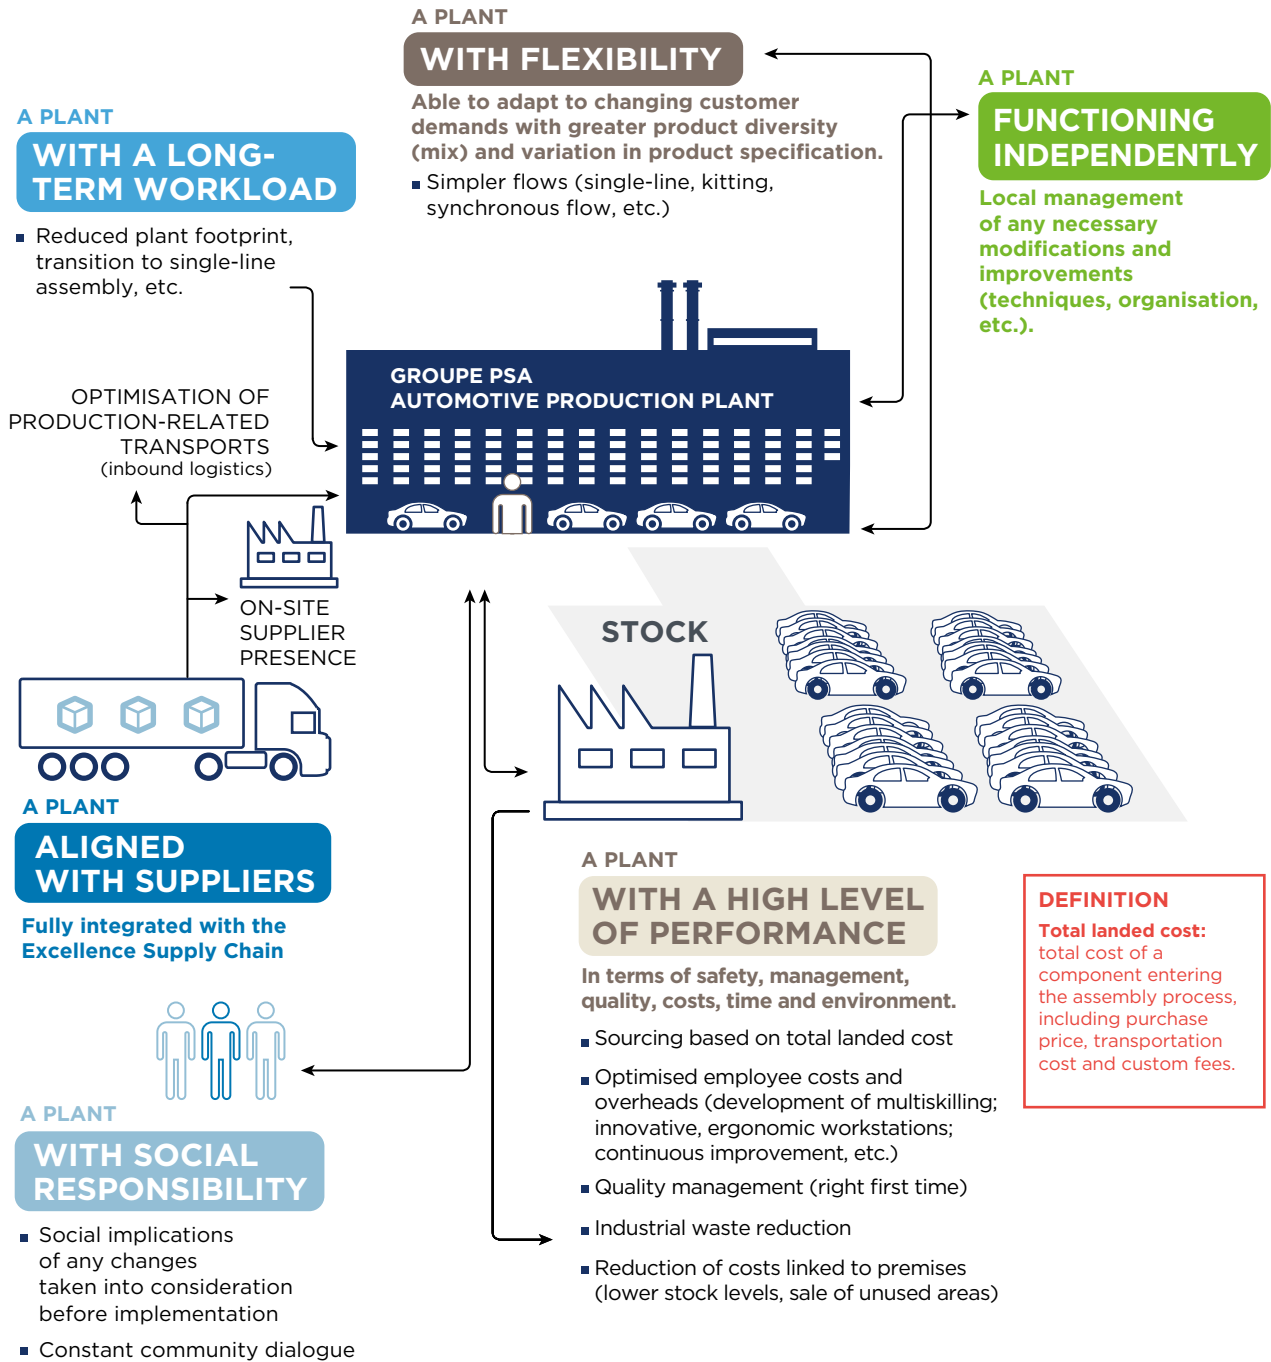 A PLANT
WITH FLEXIBILITY
Able to adapt to changing customer
demands with greater product diversity
(mix) and variation in product specification.
▪ Simpler flows (single-line, kitting,
synchronous flow, etc.)
A PLANT
FUNCTIONING
INDEPENDENTLY
Local management
of any necessary
modifications and
improvements
(techniques, organisation,
etc.).
A PLANT
WITH A LONG-
TERM WORKLOAD
▪ Reduced plant footprint,
transition to single-line
assembly, etc.
GROUPE PSA
AUTOMOTIVE PRODUCTION PLANT
OPTIMISATION OF
PRODUCTION-RELATED
TRANSPORTS
(inbound logistics)
ON-SITE
SUPPLIER
PRESENCE
STOCK
A PLANT
ALIGNED
WITH SUPPLIERS
Fully integrated with the
Excellence Supply Chain
A PLANT
WITH A HIGH LEVEL
OF PERFORMANCE
In terms of safety, management,
quality, costs, time and environment.
▪ Sourcing based on total landed cost
▪ Optimised employee costs and
overheads (development of multiskilling;
innovative, ergonomic workstations;
continuous improvement, etc.)
▪ Quality management (right first time)
▪ Industrial waste reduction
▪ Reduction of costs linked to premises
(lower stock levels, sale of unused areas)
DEFINITION
Total landed cost:
total cost of a
component entering
the assembly process,
including purchase
price, transportation
cost and custom fees.
A PLANT
WITH SOCIAL
RESPONSIBILITY
▪ Social implications
of any changes
taken into consideration
before implementation
▪ Constant community dialogue